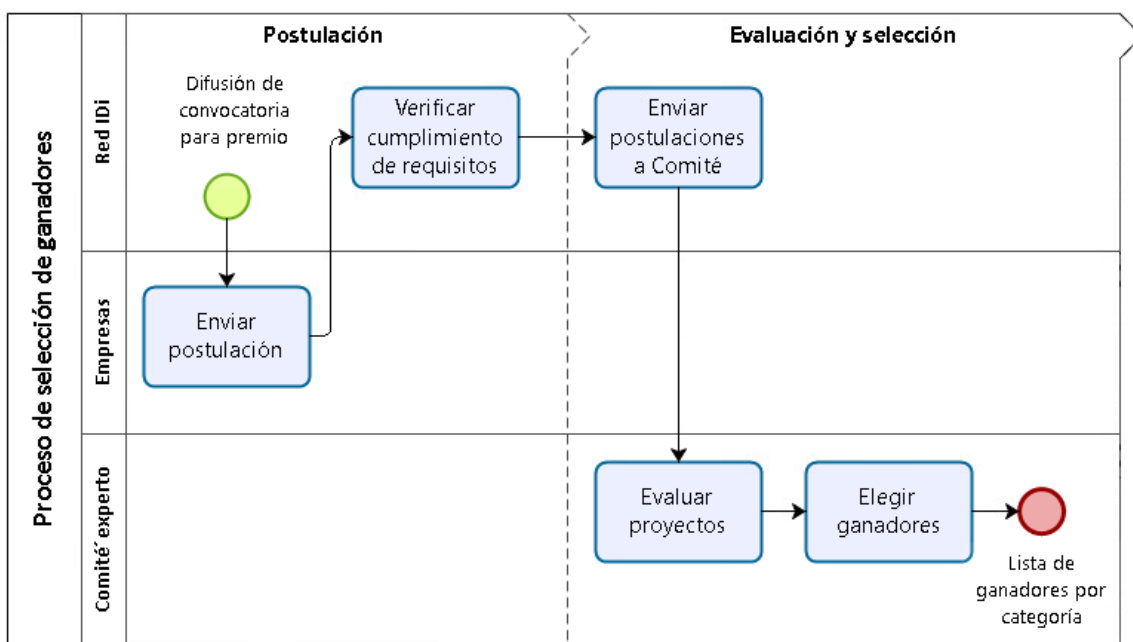 Proceso de selección de ganadores
Postulación
Evaluación y selección
Red IDi
Difusión de
convocatoria
para premio
Verificar
cumplimiento
de requisitos
Enviar
postulaciones
a Comité
Empresas
Enviar
postulación
Comité experto
Evaluar
proyectos
Elegir
ganadores
Lista de
ganadores por
categoría